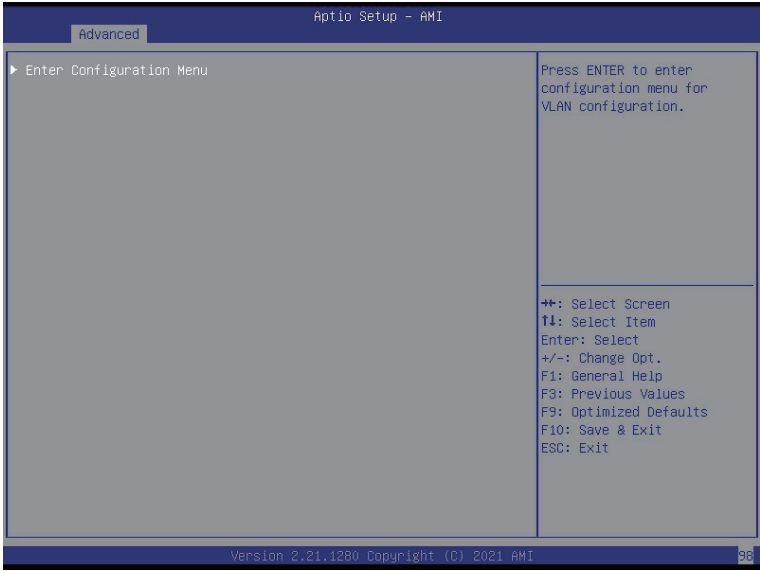 Aptio Setup – AMI
Advanced
▶ Enter Configuration Menu
Press ENTER to enter
configuration menu for
VLAN configuration.
→←: Select Screen
↑↓: Select Item
Enter: Select
+/-: Change Opt.
F1: General Help
F3: Previous Values
F9: Optimized Defaults
F10: Save & Exit
ESC: Exit
Version 2.21.1280 Copyright (C) 2021 AMI
98